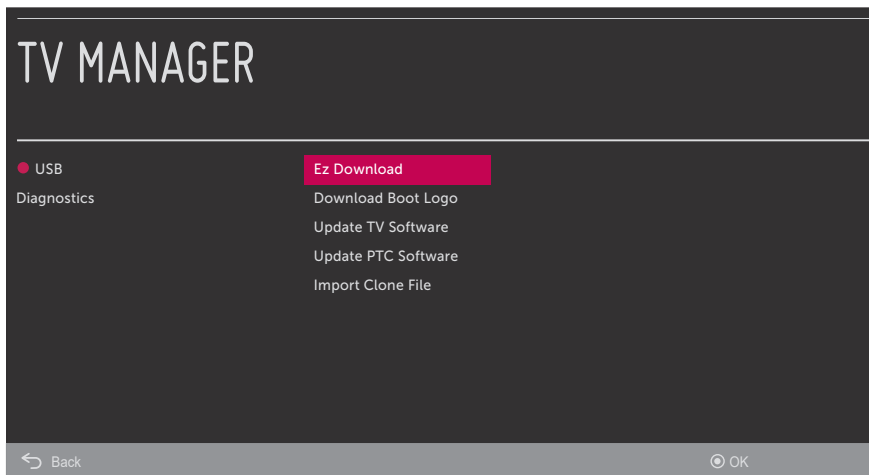 TV MANAGER
USB
Diagnostics
Ez Download
Download Boot Logo
Update TV Software
Update PTC Software
Import Clone File
Back
OK